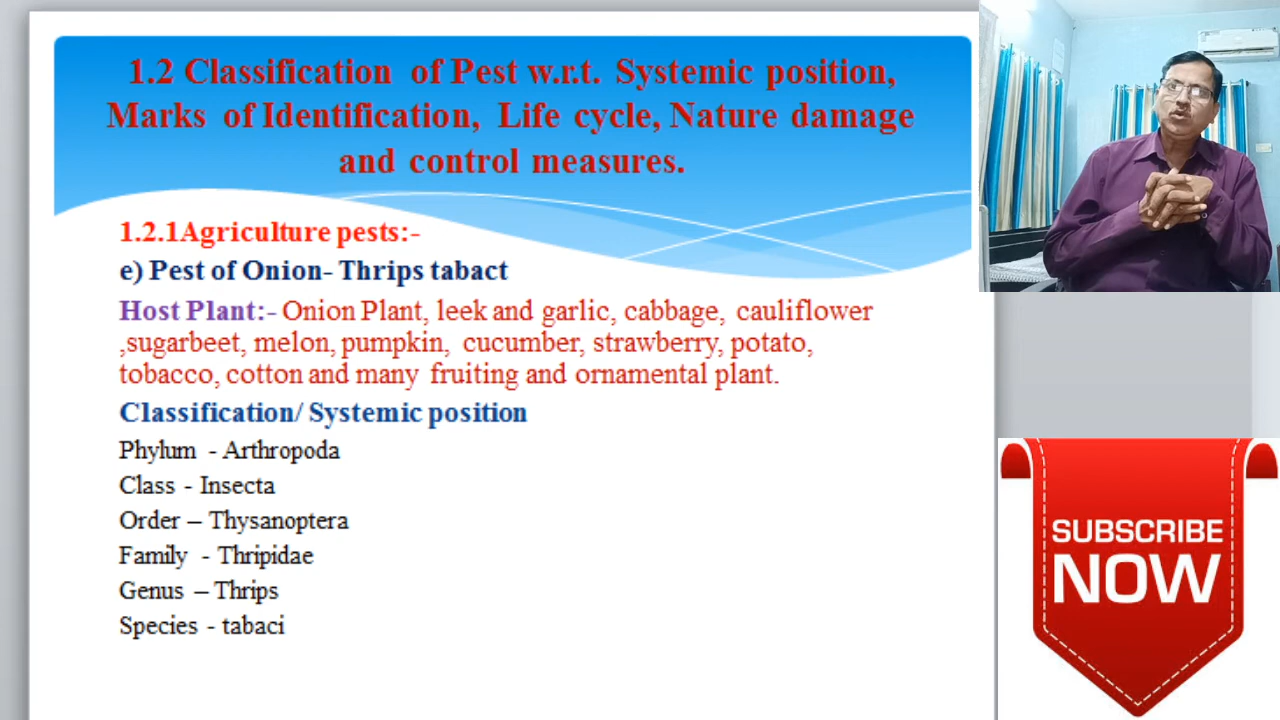 1.2 Classification of Pest w.r.t. Systemic position,
Marks of Identification, Life cycle, Nature damage
and control measures.
1.2.1Agriculture pests:-
e) Pest of Onion- Thrips tabact
Host Plant:- Onion Plant, leek and garlic, cabbage, cauliflower
,sugarbeet, melon, pumpkin, cucumber, strawberry, potato,
tobacco, cotton and many fruiting and ornamental plant.
Classification/ Systemic position
Phylum - Arthropoda
Class - Insecta
Order – Thysanoptera
Family - Thripidae
Genus – Thrips
Species - tabaci
SUBSCRIBE
NOW